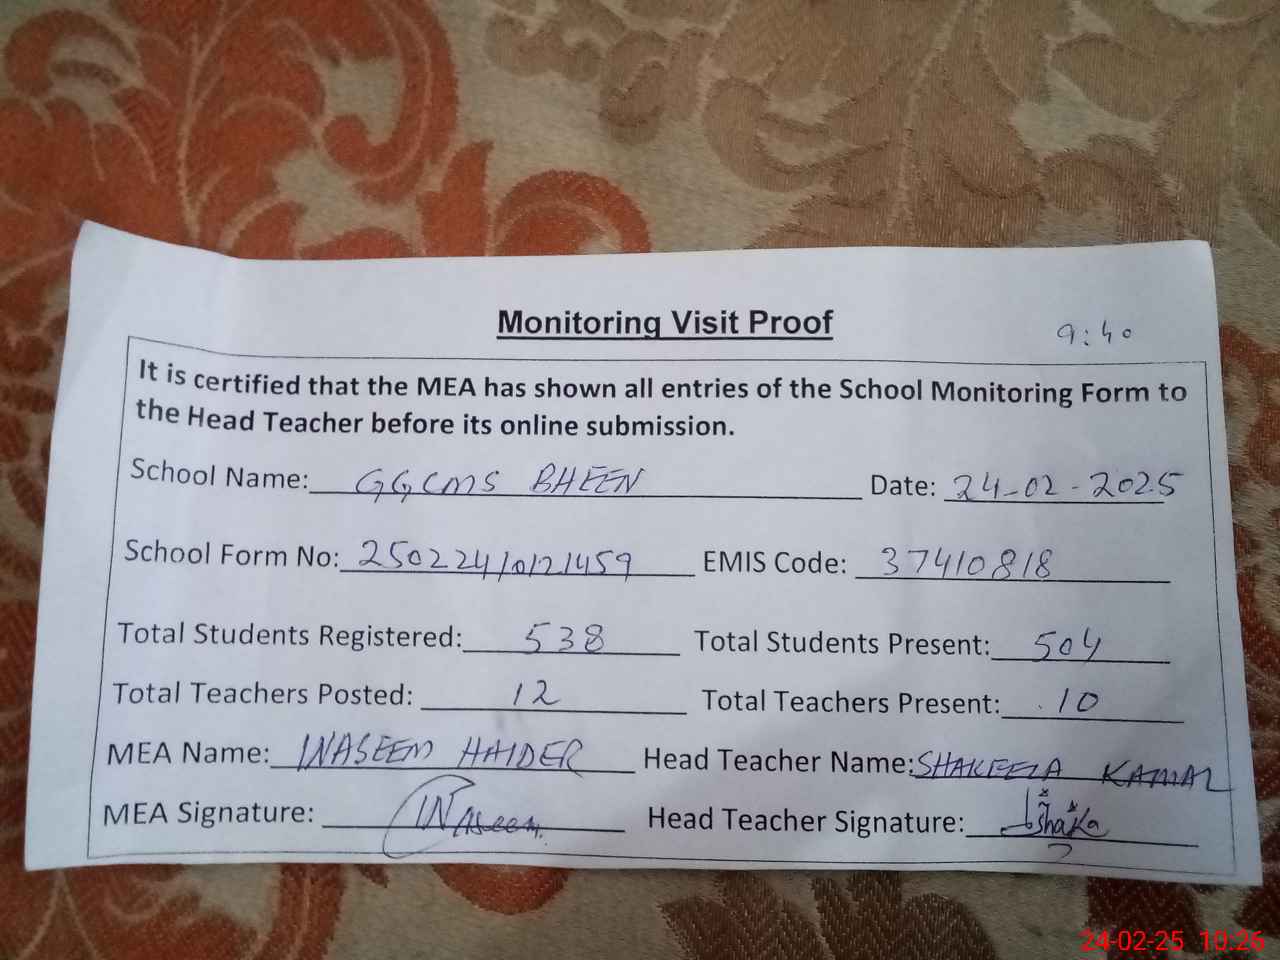 Monitoring Visit Proof
9:40
It is certified that the MEA has shown all entries of the School Monitoring Form to
the Head Teacher before its online submission.
School Name: GGCMS BHEEN Date: 24-02-2025
School Form No: 25022410121459 EMIS Code: 37410818
Total Students Registered: 538 Total Students Present: 504
Total Teachers Posted: 12 Total Teachers Present: 10
MEA Name: WASEEM HAIDER Head Teacher Name: SHAKEELA KAMAL
MEA Signature: Waseem Head Teacher Signature:
24-02-25 10:26